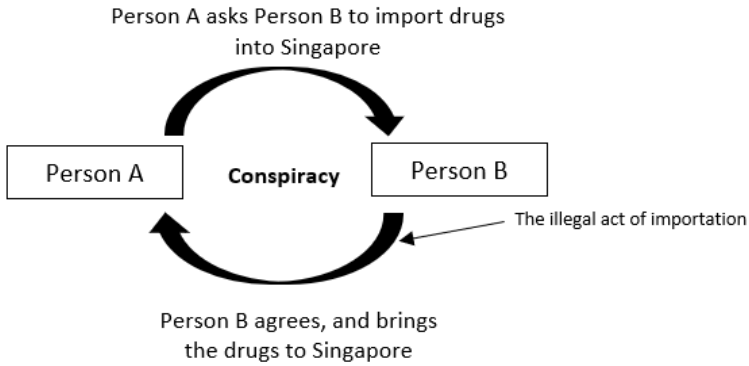 Person A asks Person B to import drugs
into Singapore
Person A
Conspiracy
Person B
The illegal act of importation
Person B agrees, and brings
the drugs to Singapore